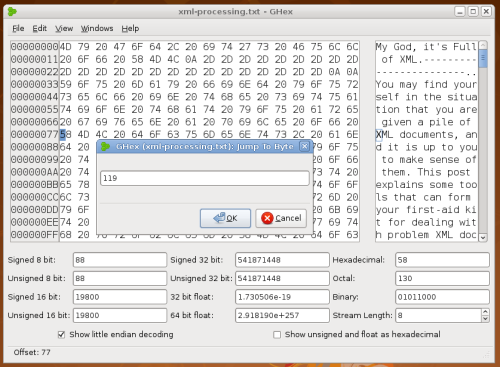 xml-processing.txt - GHex
File Edit View Windows Help
00000000 4D 79 20 47 6F 64 2C 20 69 74 27 73 20 46 75 6C 6C My God, it's Full
00000011 20 6F 66 20 58 4D 4C 0A 2D 2D 2D 2D 2D 2D 2D 2D 2D of XML.---------
00000022 2D 2D 2D 2D 2D 2D 2D 2D 2D 2D 2D 2D 2D 2D 2D 0A 0A ---------------..
00000033 59 6F 75 20 6D 61 79 20 66 69 6E 64 20 79 6F 75 72 You may find your
00000044 73 65 6C 66 20 69 6E 20 74 68 65 20 73 69 74 75 61 self in the situa
00000055 74 69 6F 6E 20 74 68 61 74 20 79 6F 75 20 61 72 65 tion that you are
00000066 20 67 69 76 65 6E 20 61 20 70 69 6C 65 20 6F 66 20 given a pile of
00000077 58 4D 4C 20 64 6F 63 75 6D 65 6E 74 73 2C 20 61 6E XML documents, an
00000088 64 20 79 6F 75 d it is up to you
00000099 20 74 20 6F 66 to make sense of
000000AA 20 74 6F 73 74 them. This post
000000BB 65 78 6F 6F explains some too
000000CC 6C 73 72 6D 20 ls that can form
000000DD 79 6F 20 6B 69 your first-aid ki
000000EE 74 20 77 69 74 t for dealing wit
000000FF 68 20 70 72 6F 62 6C 65 6D 20 58 4D 4C 20 64 6F 63 h problem XML doc
GHex (xml-processing.txt): Jump To Byte
119
OK Cancel
Signed 8 bit: 88 Signed 32 bit: 541871448 Hexadecimal: 58
Unsigned 8 bit: 88 Unsigned 32 bit: 541871448 Octal: 130
Signed 16 bit: 19800 32 bit float: 1.730506e-19 Binary: 01011000
Unsigned 16 bit: 19800 64 bit float: 2.918190e+257 Stream Length: 8
Show little endian decoding Show unsigned and float as hexadecimal
Offset: 77